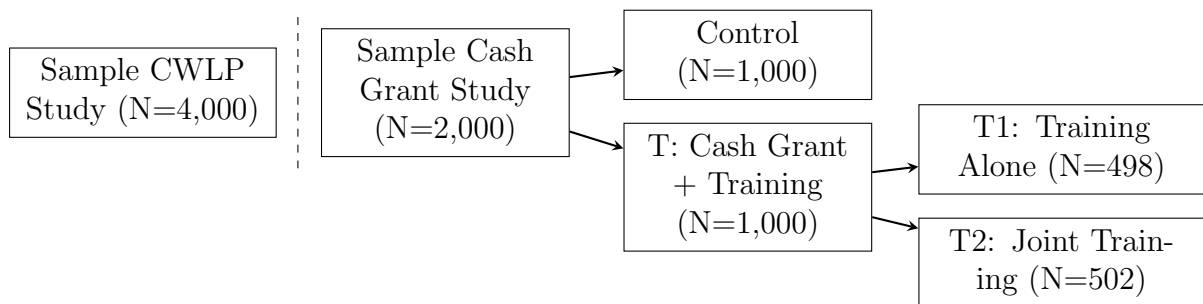 Sample CWLP
Study (N=4,000)
Sample Cash
Grant Study
(N=2,000)
Control
(N=1,000)
T: Cash Grant
+ Training
(N=1,000)
T1: Training
Alone (N=498)
T2: Joint Train-
ing (N=502)